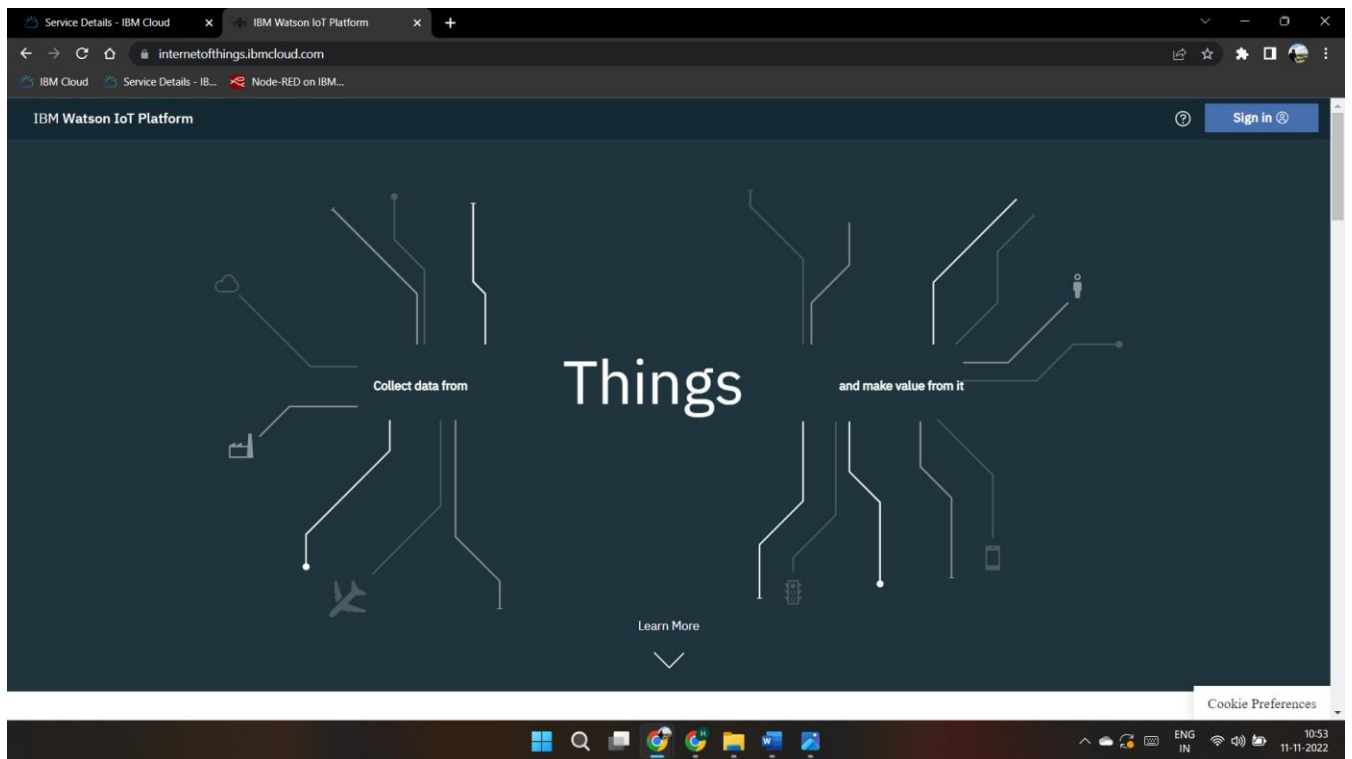 Service Details - IBM Cloud
IBM Watson IoT Platform
internetofthings.ibmcloud.com
IBM Cloud
Service Details - IB...
Node-RED on IBM...
IBM Watson IoT Platform
Sign in
Collect data from
Things
and make value from it
Learn More
Cookie Preferences
ENG
IN
10:53
11-11-2022